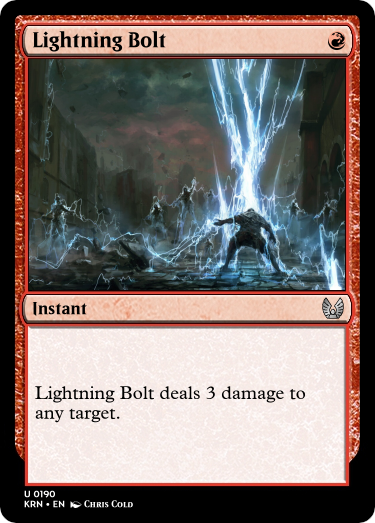 Lightning Bolt
Instant
Lightning Bolt deals 3 damage to
any target.
U 0190
KRN • EN Chris Cold